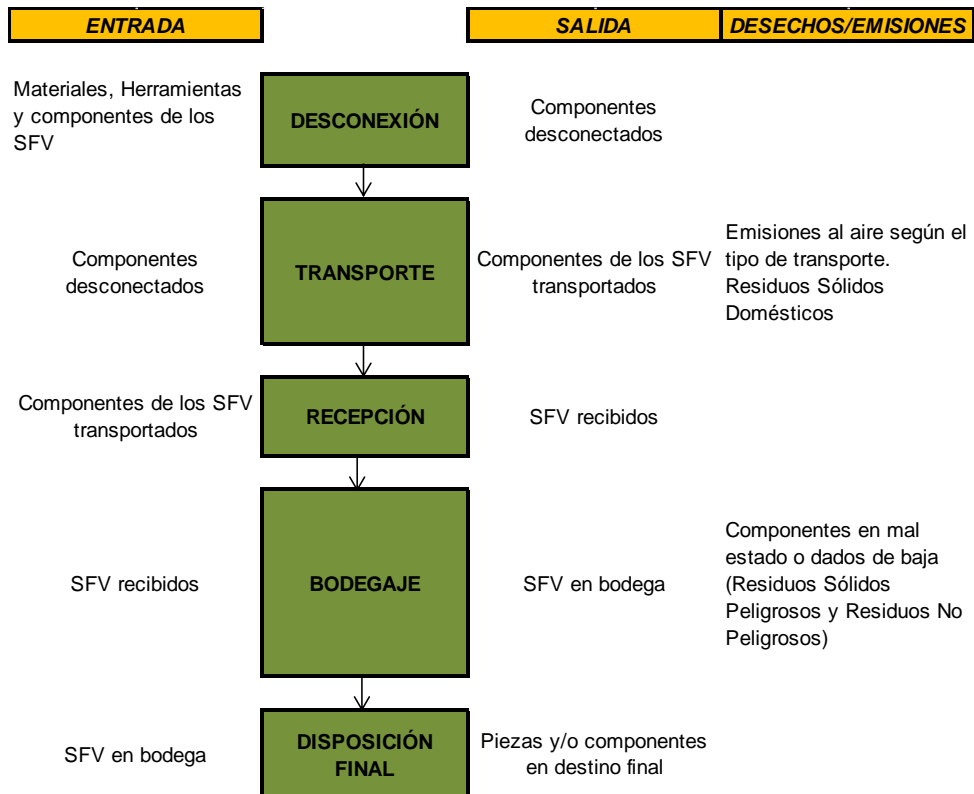 ENTRADA
SALIDA
DESECHOS/EMISIONES
Materiales, Herramientas
y componentes de los
SFV
DESCONEXIÓN
Componentes
desconectados
Componentes
desconectados
TRANSPORTE
Componentes de los SFV
transportados
Emisiones al aire según el
tipo de transporte.
Residuos Sólidos
Domésticos
Componentes de los SFV
transportados
RECEPCIÓN
SFV recibidos
SFV recibidos
BODEGAJE
SFV en bodega
Componentes en mal
estado o dados de baja
(Residuos Sólidos
Peligrosos y Residuos No
Peligrosos)
SFV en bodega
DISPOSICIÓN
FINAL
Piezas y/o componentes
en destino final